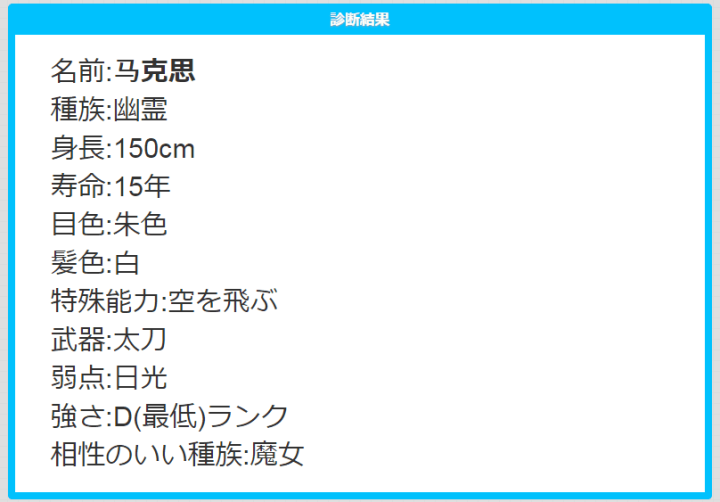 診断結果
名前:马克思
種族:幽霊
身長:150cm
寿命:15年
目色:朱色
髪色:白
特殊能力:空を飛ぶ
武器:太刀
弱点:日光
強さ:D(最低)ランク
相性のいい種族:魔女